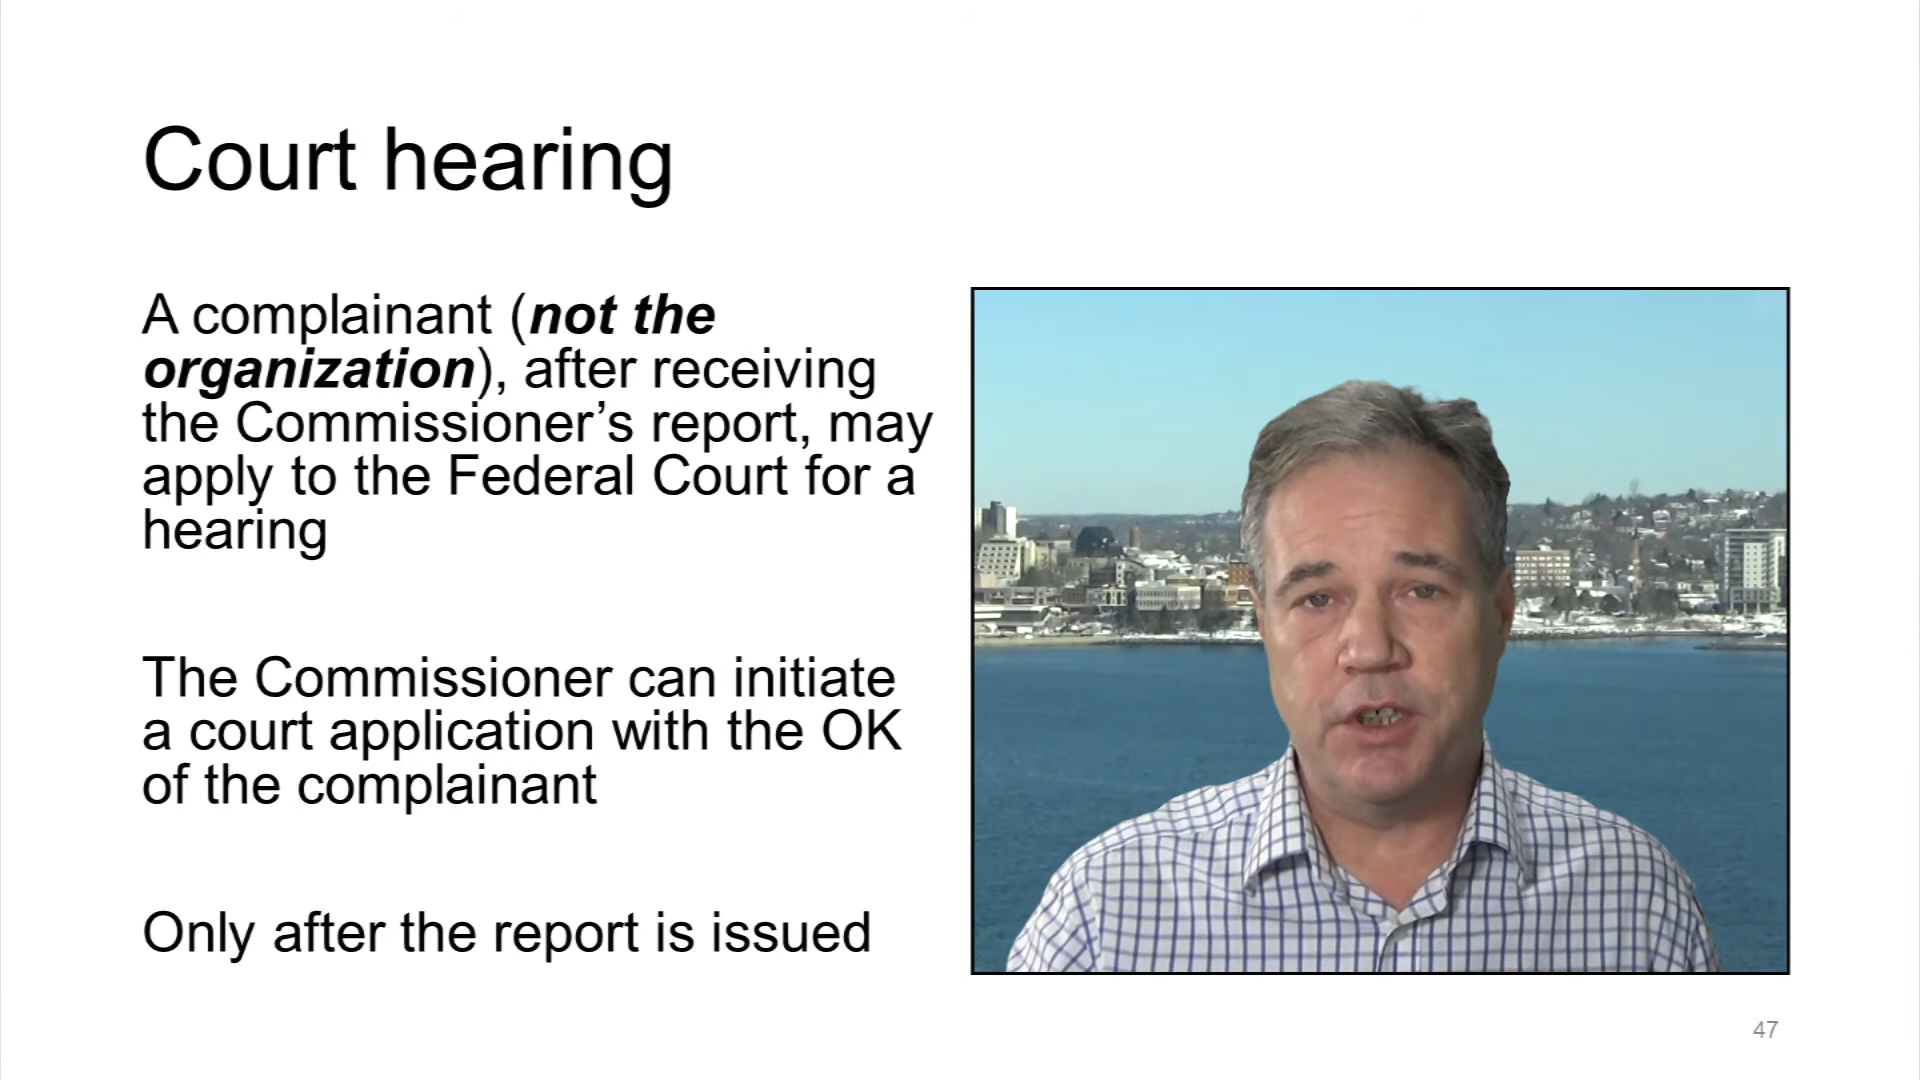 Court hearing
A complainant (not the
organization), after receiving
the Commissioner’s report, may
apply to the Federal Court for a
hearing
The Commissioner can initiate
a court application with the OK
of the complainant
Only after the report is issued
47